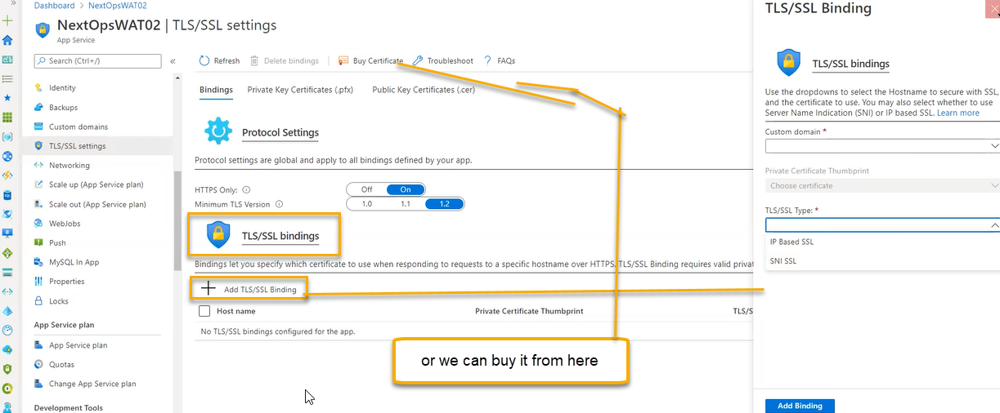 Dashboard > NextOpsWAT02
NextOpsWAT02 | TLS/SSL settings
App Service
Search (Ctrl+/)
Identity
Backups
Custom domains
TLS/SSL settings
Networking
Scale up (App Service plan)
Scale out (App Service plan)
WebJobs
Push
MySQL In App
Properties
Locks
App Service plan
App Service plan
Quotas
Change App Service plan
Development Tools
Refresh
Delete bindings
Buy Certificate
Troubleshoot
? FAQs
Bindings
Private Key Certificates (.pfx)
Public Key Certificates (.cer)
Protocol Settings
Protocol settings are global and apply to all bindings defined by your app.
HTTPS Only:
Off
On
Minimum TLS Version
1.0
1.1
1.2
TLS/SSL bindings
Bindings let you specify which certificate to use when responding to requests to a specific hostname over HTTPS. TLS/SSL Binding requires valid privat
Add TLS/SSL Binding
Host name
Private Certificate Thumbprint
TLS/S
No TLS/SSL bindings configured for the app.
or we can buy it from here
TLS/SSL Binding
TLS/SSL bindings
Use the dropdowns to select the Hostname to secure with SSL,
and the certificate to use. You may also select whether to use
Server Name Indication (SNI) or IP based SSL. Learn more
Custom domain *
Private Certificate Thumbprint
Choose certificate
TLS/SSL Type: *
IP Based SSL
SNI SSL
Add Binding